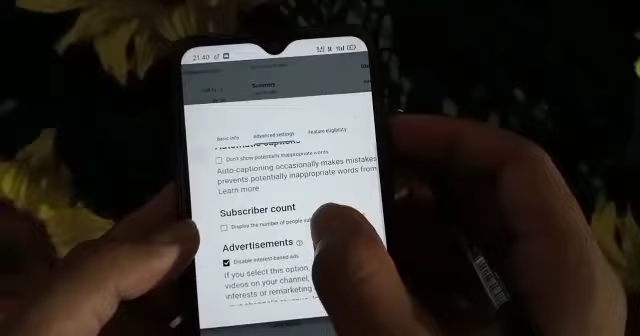 21:40
Summary
Basic info Advanced settings Feature eligibility
Automatic captions
Don't show potentially inappropriate words
Auto-captioning occasionally makes mistakes
prevents potentially inappropriate words from
Learn more
Subscriber count
Display the number of people
Advertisements
Disable interest-based ads
If you select this option,
videos on your channel,
interests or remarketing